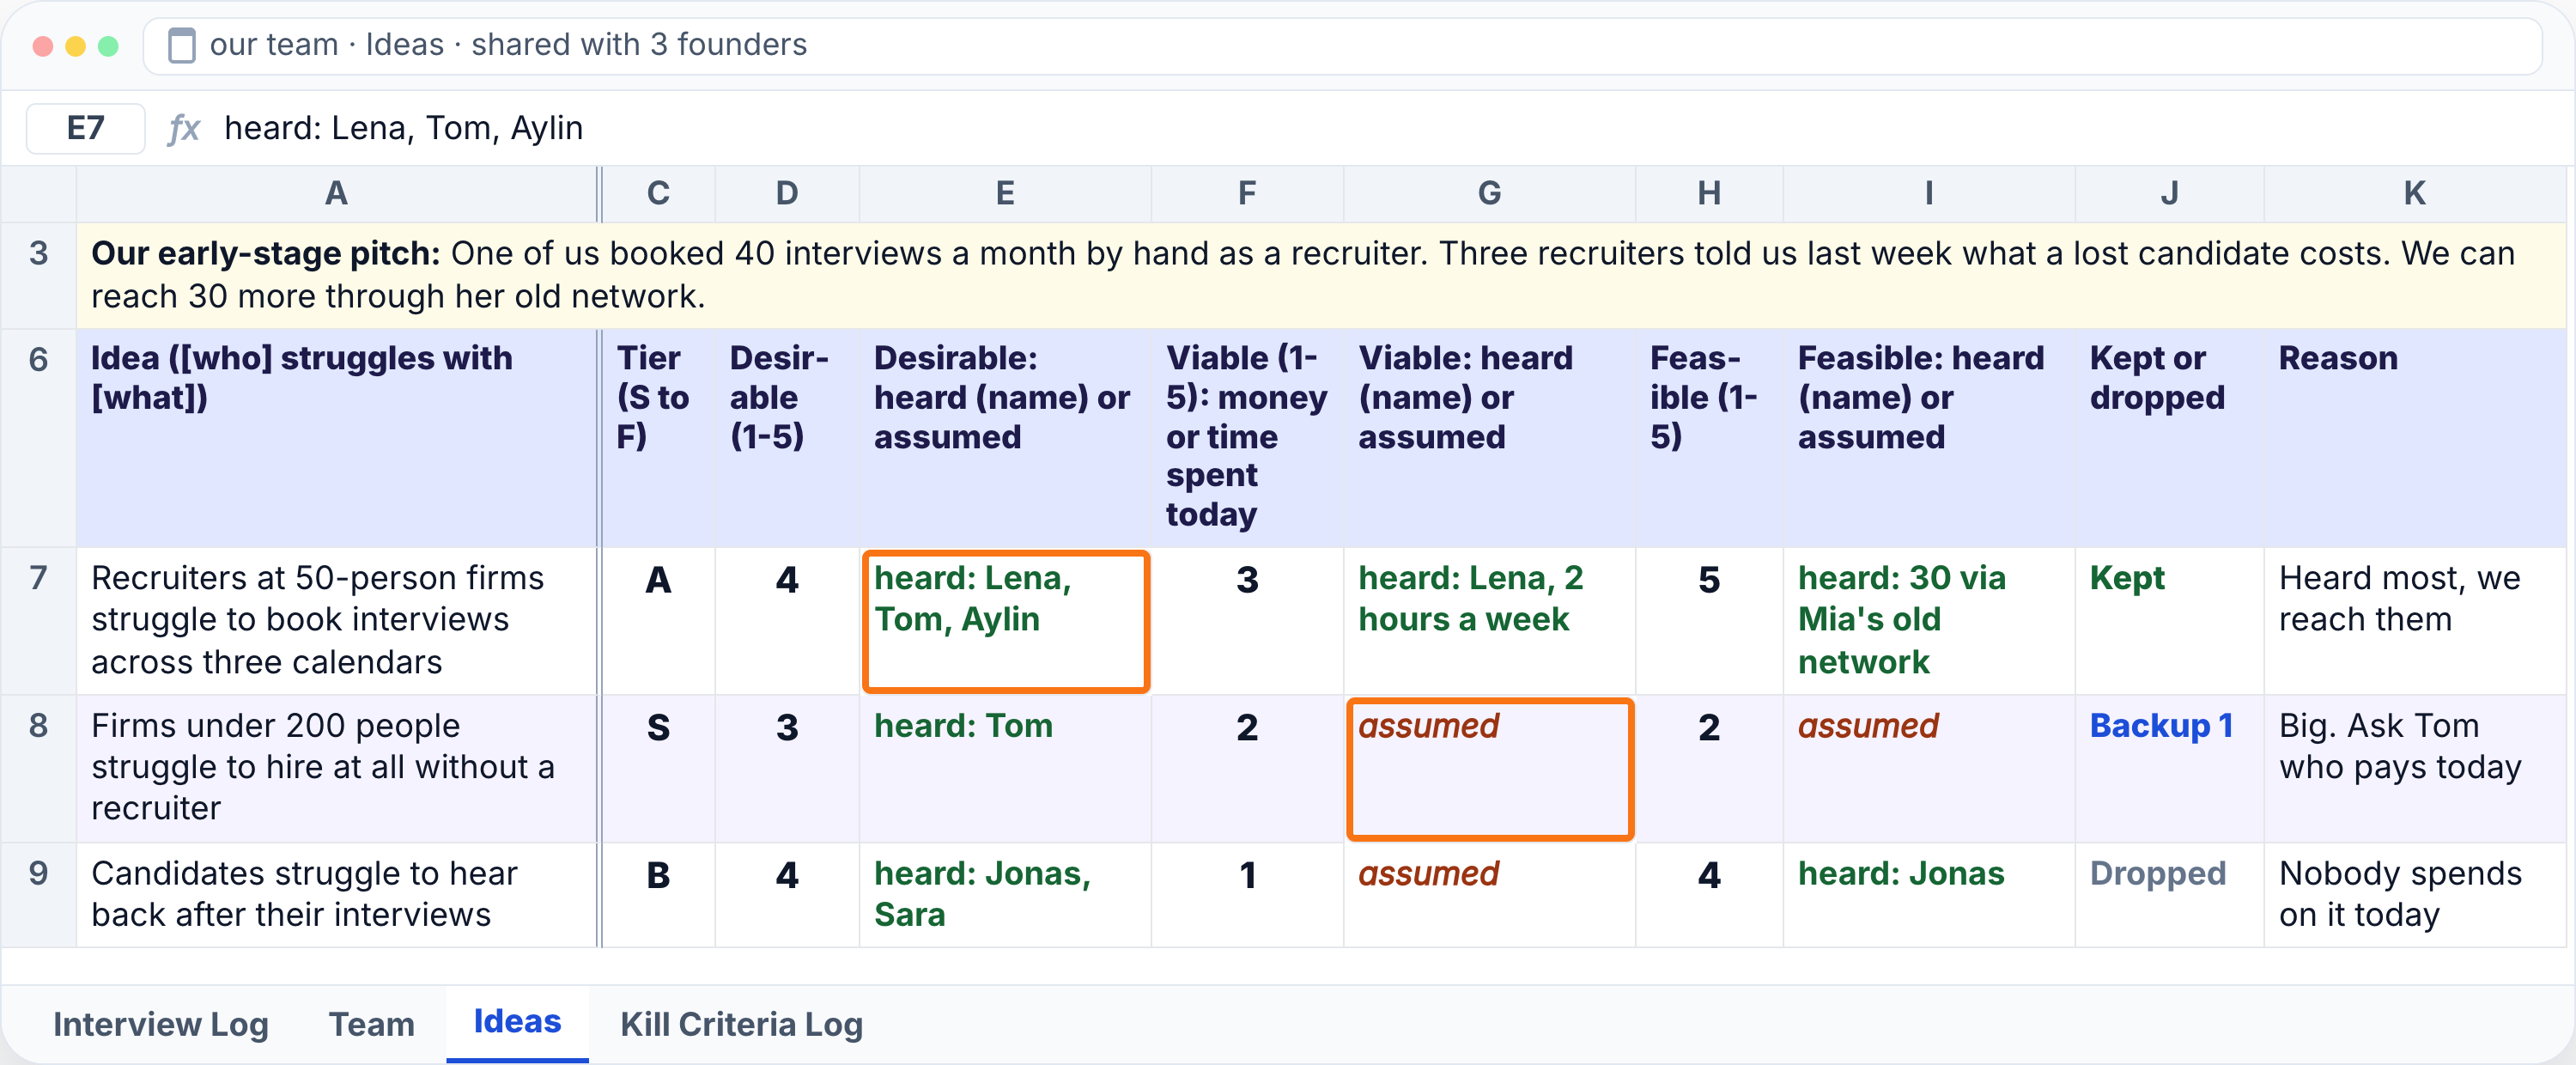 our team · Ideas · shared with 3 founders
E7 fx heard: Lena, Tom, Aylin
A C D E F G H I J K
3 Our early-stage pitch: One of us booked 40 interviews a month by hand as a recruiter. Three recruiters told us last week what a lost candidate costs. We can
reach 30 more through her old network.
6
Idea ([who] struggles with
[what])
Tier
(S to
F)
Desir-
able
(1-5)
Desirable:
heard (name) or
assumed
Viable (1-
5): money
or time
spent
today
Viable: heard
(name) or
assumed
Feas-
ible (1-
5)
Feasible: heard
(name) or
assumed
Kept or
dropped
Reason
7
Recruiters at 50-person firms
struggle to book interviews
across three calendars
A
4
heard: Lena,
Tom, Aylin
3
heard: Lena, 2
hours a week
5
heard: 30 via
Mia's old
network
Kept
Heard most, we
reach them
8
Firms under 200 people
struggle to hire at all without a
recruiter
S
3
heard: Tom
2
assumed
2
assumed
Backup 1
Big. Ask Tom
who pays today
9
Candidates struggle to hear
back after their interviews
B
4
heard: Jonas,
Sara
1
assumed
4
heard: Jonas
Dropped
Nobody spends
on it today
Interview Log Team Ideas Kill Criteria Log